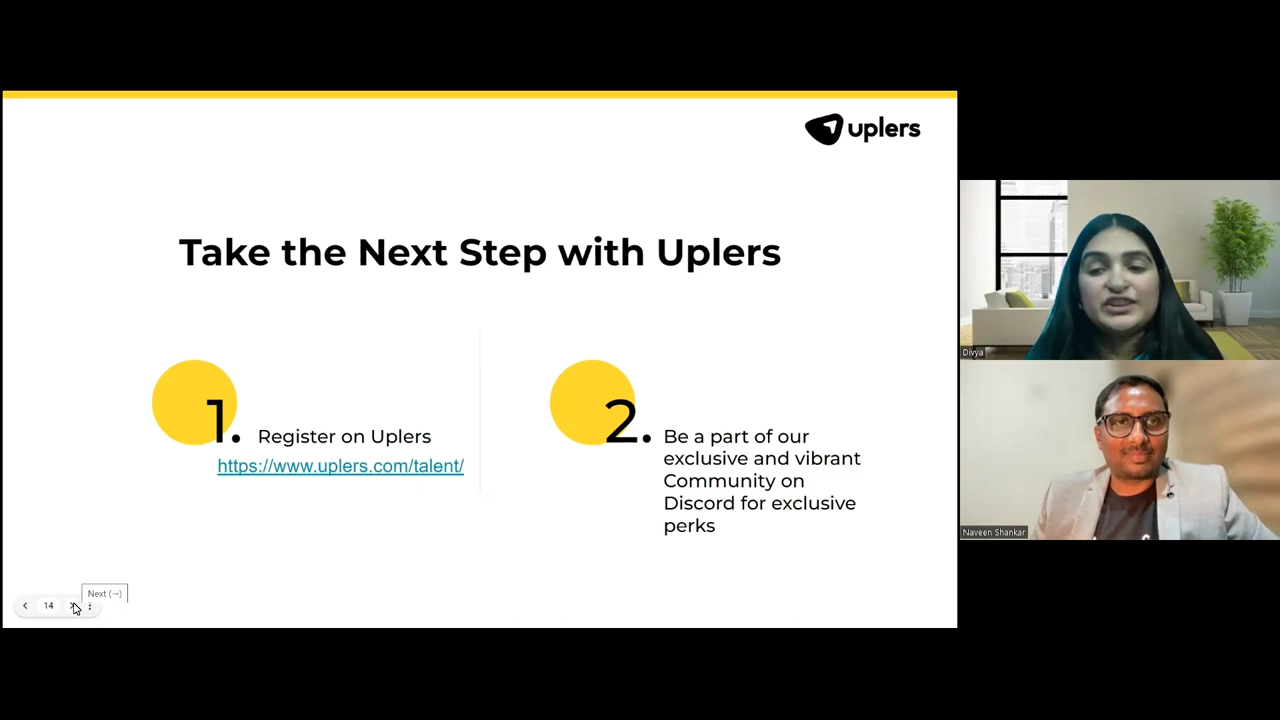 uplers
Take the Next Step with Uplers
1. Register on Uplers
https://www.uplers.com/talent/
2. Be a part of our
exclusive and vibrant
Community on
Discord for exclusive
perks
Next (→)
14
Divya
Naveen Shankar